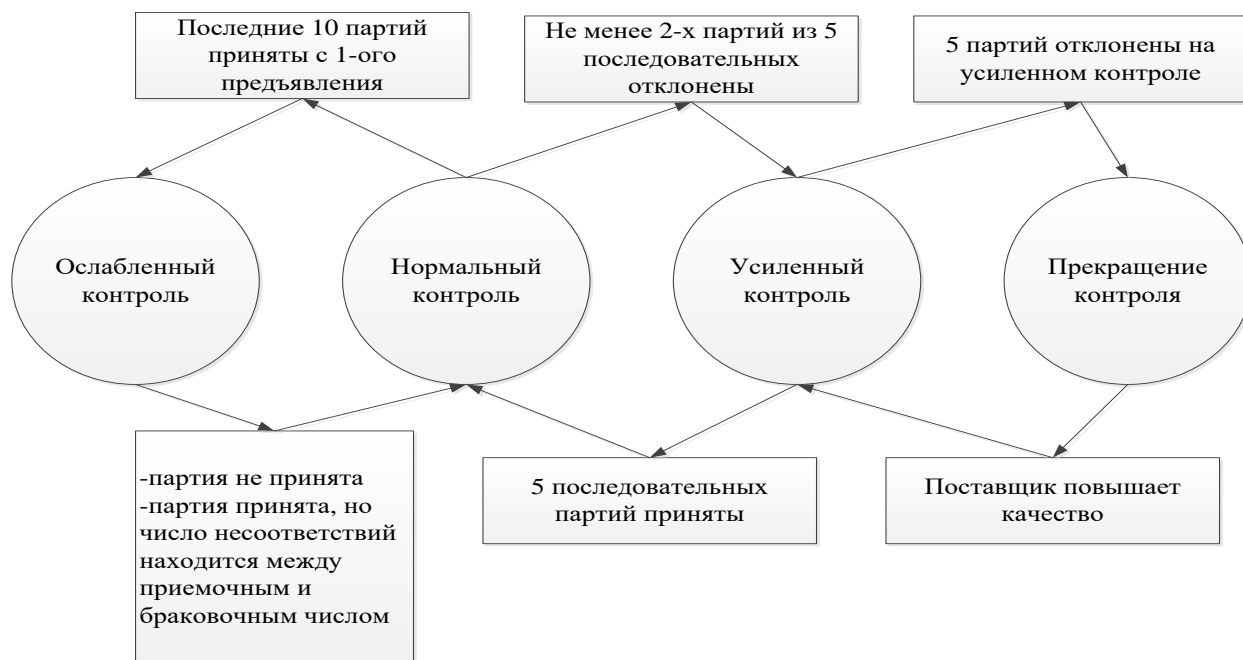 Последние 10 партий
приняты с 1-ого
предъявления
Не менее 2-х партий из 5
последовательных
отклонены
5 партий отклонены на
усиленном контроле
Ослабленный
контроль
Нормальный
контроль
Усиленный
контроль
Прекращение
контроля
-партия не принята
-партия принята, но
число несоответствий
находится между
приемочным и
браковочным числом
5 последовательных
партий приняты
Поставщик повышает
качество